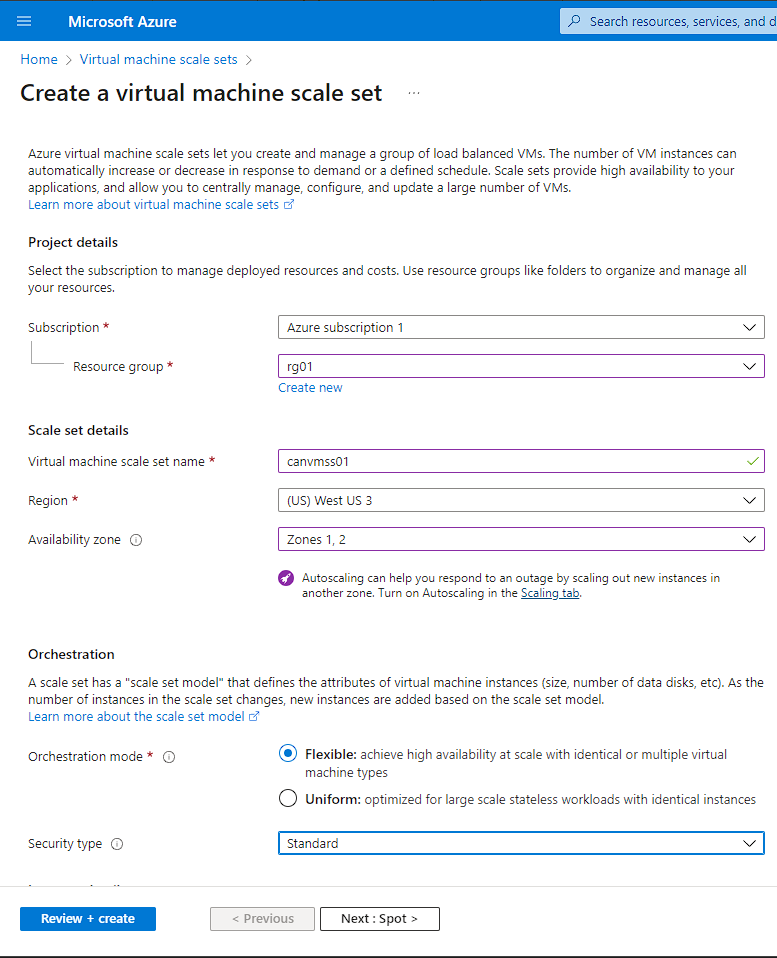 Microsoft Azure
Search resources, services, and d
Home > Virtual machine scale sets >
Create a virtual machine scale set ...
Azure virtual machine scale sets let you create and manage a group of load balanced VMs. The number of VM instances can
automatically increase or decrease in response to demand or a defined schedule. Scale sets provide high availability to your
applications, and allow you to centrally manage, configure, and update a large number of VMs.
Learn more about virtual machine scale sets
Project details
Select the subscription to manage deployed resources and costs. Use resource groups like folders to organize and manage all
your resources.
Subscription *
Azure subscription 1
Resource group *
rg01
Create new
Scale set details
Virtual machine scale set name *
canvmss01
Region *
(US) West US 3
Availability zone
Zones 1, 2
Autoscaling can help you respond to an outage by scaling out new instances in
another zone. Turn on Autoscaling in the Scaling tab.
Orchestration
A scale set has a "scale set model" that defines the attributes of virtual machine instances (size, number of data disks, etc). As the
number of instances in the scale set changes, new instances are added based on the scale set model.
Learn more about the scale set model
Orchestration mode *
Flexible: achieve high availability at scale with identical or multiple virtual
machine types
Uniform: optimized for large scale stateless workloads with identical instances
Security type
Standard
Review + create
< Previous
Next : Spot >